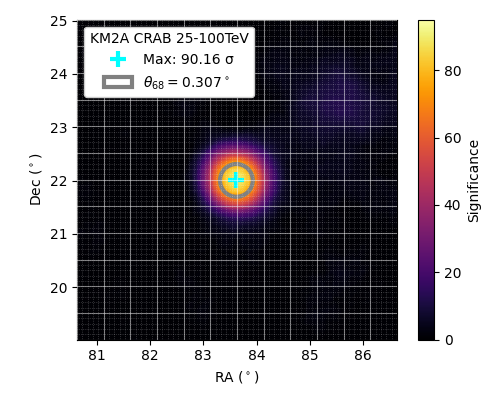 KM2A CRAB 25-100TeV
Max: 90.16 σ
θ68 = 0.307°
25
24
23
22
21
20
Dec (°)
81 82 83 84 85 86
RA (°)
80
60
40
20
0
Significance